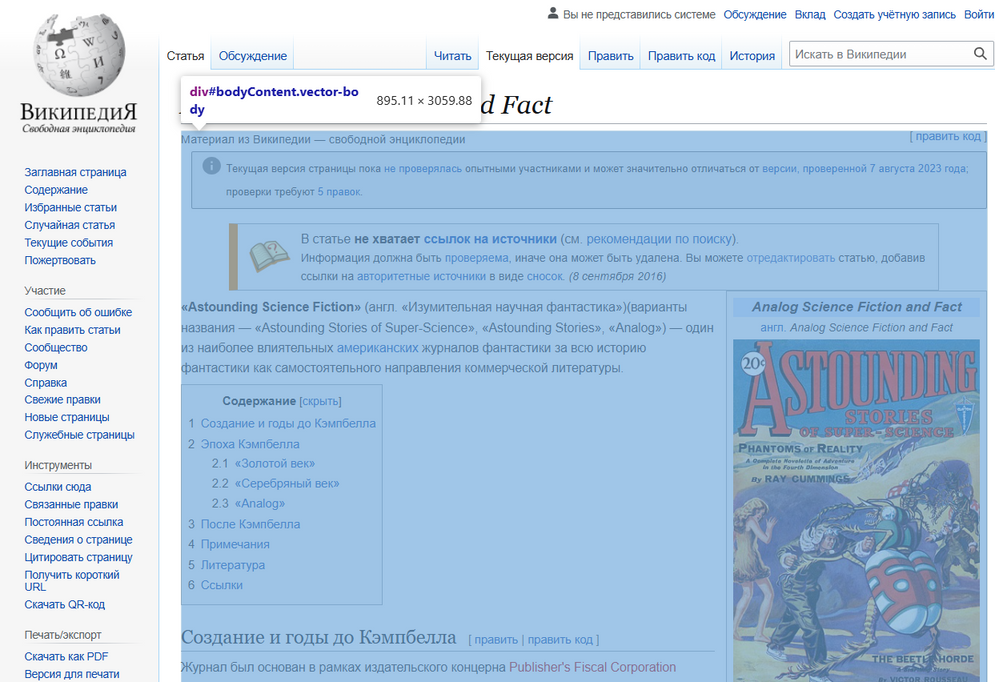 Вы не представились системе Обсуждение Вклад Создать учётную запись Войти
Статья Обсуждение Читать Текущая версия Править Править код История Искать в Википедии
ВИКИПЕДИЯ
Свободная энциклопедия
Заглавная страница
Содержание
Избранные статьи
Случайная статья
Текущие события
Пожертвовать
Участие
Сообщить об ошибке
Как править статьи
Сообщество
Форум
Справка
Свежие правки
Новые страницы
Служебные страницы
Инструменты
Ссылки сюда
Связанные правки
Постоянная ссылка
Сведения о странице
Цитировать страницу
Получить короткий
URL
Скачать QR-код
Печать/экспорт
Скачать как PDF
Версия для печати
div#bodyContent.vector-bo
dy
895.11 × 3059.88
d Fact
Материал из Википедии — свободной энциклопедии
[ править код ]
Текущая версия страницы пока не проверялась опытными участниками и может значительно отличаться от версии, проверенной 7 августа 2023 года;
проверки требуют 5 правок.
В статье не хватает ссылок на источники (см. рекомендации по поиску).
Информация должна быть проверяема, иначе она может быть удалена. Вы можете отредактировать статью, добавив
ссылки на авторитетные источники в виде сносок. (8 сентября 2016)
«Astounding Science Fiction» (англ. «Изумительная научная фантастика»)(варианты
названия — «Astounding Stories of Super-Science», «Astounding Stories», «Analog») — один
из наиболее влиятельных американских журналов фантастики за всю историю
фантастики как самостоятельного направления коммерческой литературы.
Содержание [скрыть]
1 Создание и годы до Кэмпбелла
2 Эпоха Кэмпбелла
2.1 «Золотой век»
2.2 «Серебряный век»
2.3 «Analog»
3 После Кэмпбелла
4 Примечания
5 Литература
6 Ссылки
Создание и годы до Кэмпбелла [ править | править код ]
Журнал был основан в рамках издательского концерна Publisher's Fiscal Corporation
Analog Science Fiction and Fact
англ. Analog Science Fiction and Fact
20¢
ASTOUNDING
STORIES
OF SUPER-SCIENCE
PHANTOMS OF REALITY
A Complete Novelette of Adventure
in the Fourth Dimension
By RAY CUMMINGS
THE BEETLE HORDE
By VICTOR ROUSSEAU